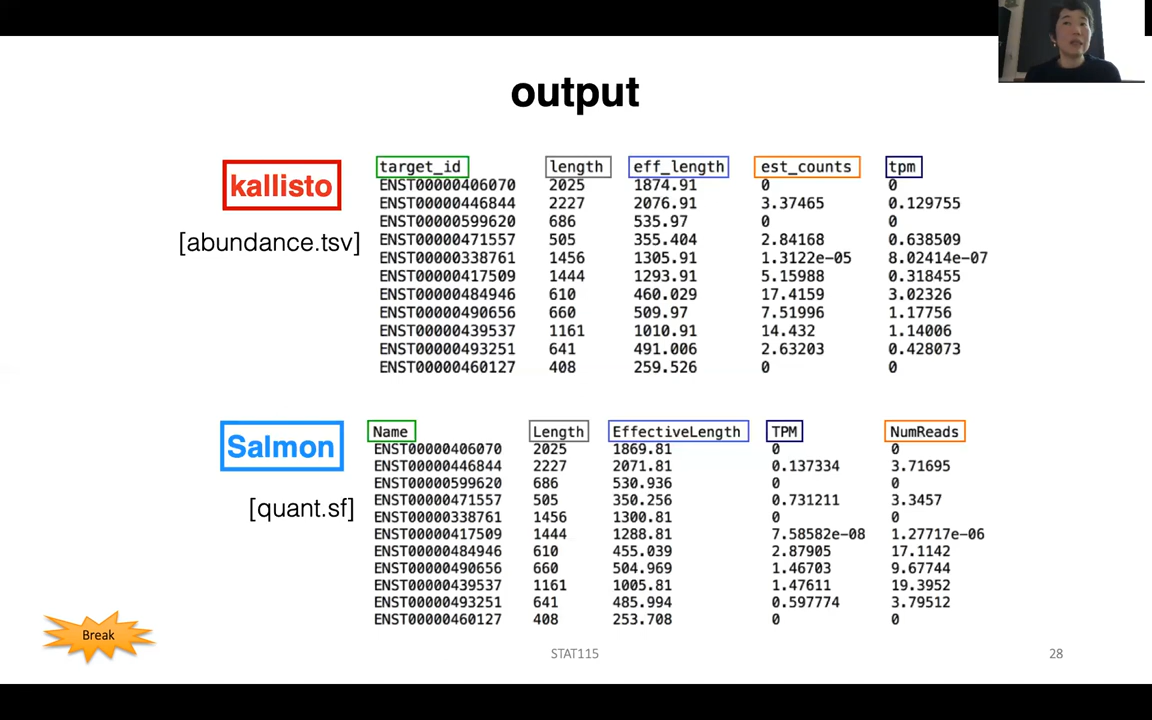 output
kallisto
[abundance.tsv]
target_id length eff_length est_counts tpm
ENST00000406070 2025 1874.91 0 0
ENST00000446844 2227 2076.91 3.37465 0.129755
ENST00000599620 686 535.97 0 0
ENST00000471557 505 355.404 2.84168 0.638509
ENST00000338761 1456 1305.91 1.3122e-05 8.02414e-07
ENST00000417509 1444 1293.91 5.15988 0.318455
ENST00000484946 610 460.029 17.4159 3.02326
ENST00000490656 660 509.97 7.51996 1.17756
ENST00000439537 1161 1010.91 14.432 1.14006
ENST00000493251 641 491.006 2.63203 0.428073
ENST00000460127 408 259.526 0 0
Salmon
[quant.sf]
Name Length EffectiveLength TPM NumReads
ENST00000406070 2025 1869.81 0 0
ENST00000446844 2227 2071.81 0.137334 3.71695
ENST00000599620 686 530.936 0 0
ENST00000471557 505 350.256 0.731211 3.3457
ENST00000338761 1456 1300.81 0 0
ENST00000417509 1444 1288.81 7.58582e-08 1.27717e-06
ENST00000484946 610 455.039 2.87905 17.1142
ENST00000490656 660 504.969 1.46703 9.67744
ENST00000439537 1161 1005.81 1.47611 19.3952
ENST00000493251 641 485.994 0.597774 3.79512
ENST00000460127 408 253.708 0 0
Break
STAT115
28